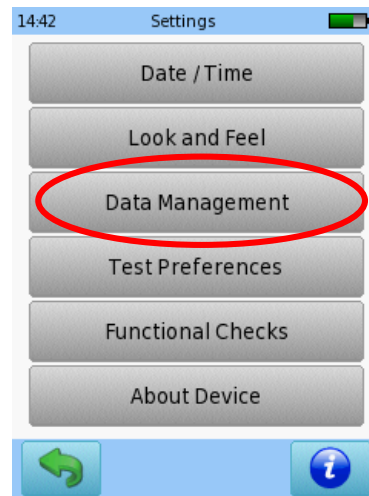 14:42 Settings
Date / Time
Look and Feel
Data Management
Test Preferences
Functional Checks
About Device
i